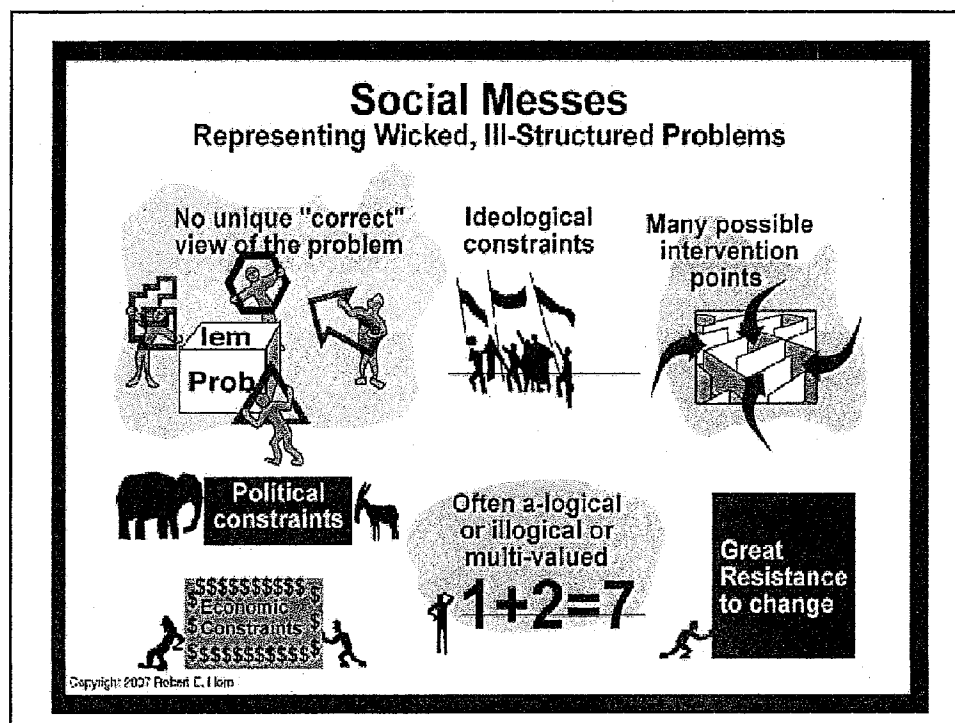 Social Messes
Representing Wicked, Ill-Structured Problems
No unique "correct"
view of the problem
lem
Prob
Ideological
constraints
Many possible
intervention
points
Political
constraints
Often a-logical
or illogical or
multi-valued
1+2=7
$$$$$$$$$$
Economic
Constraints
$$$$$$$$$$$
Great
Resistance
to change
Copyright 2007 Robert E. Horn